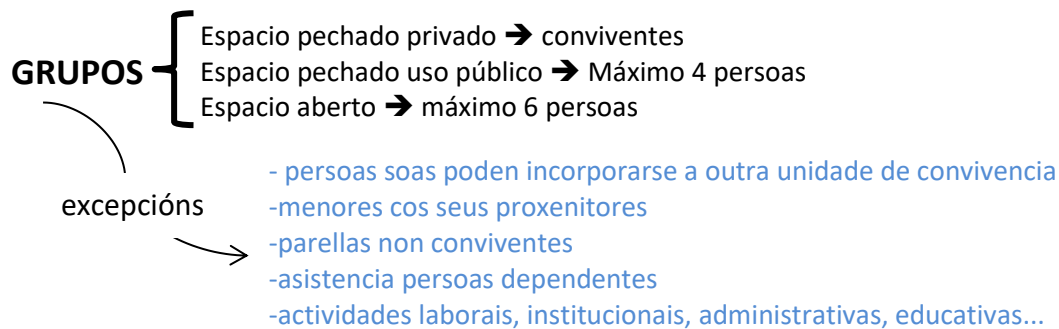 GRUPOS
Espacio pechado privado ➔ conviventes
Espacio pechado uso público ➔ Máximo 4 persoas
Espacio aberto ➔ máximo 6 persoas
excepcións
- persoas soas poden incorporarse a outra unidade de convivencia
-menores cos seus proxenitores
-parellas non conviventes
-asistencia persoas dependentes
-actividades laborais, institucionais, administrativas, educativas...